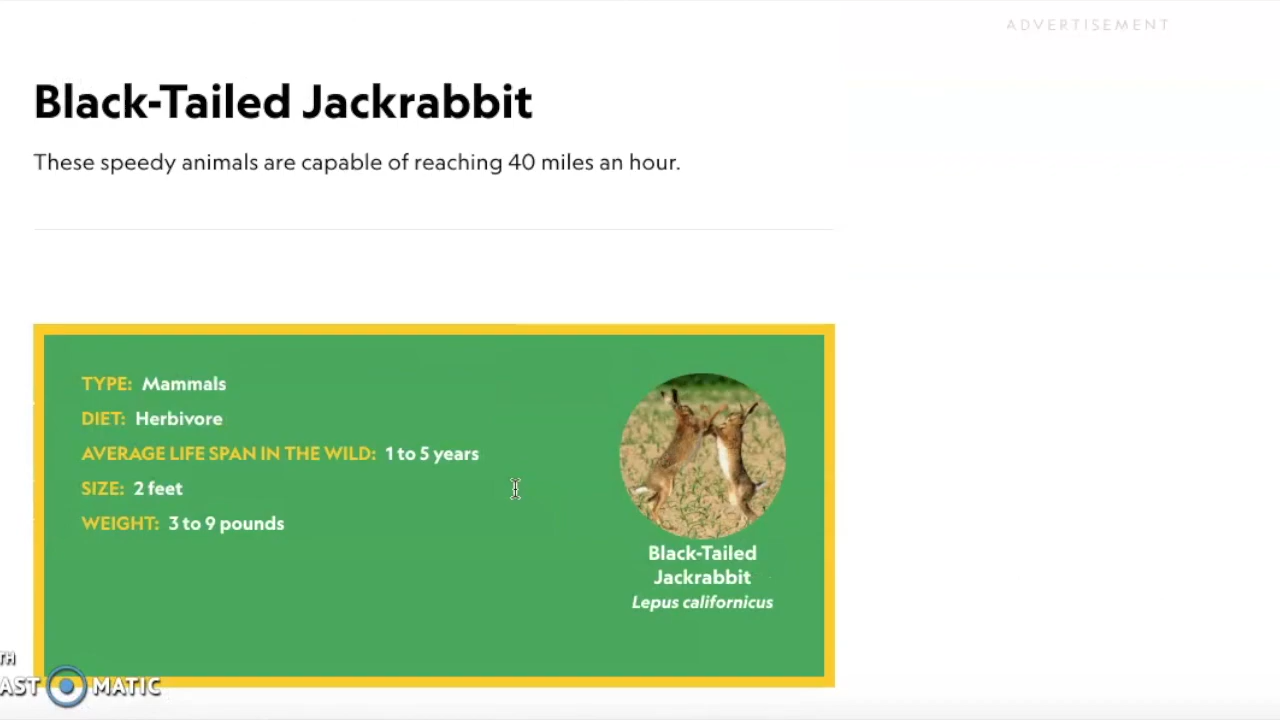 ADVERTISEMENT
Black-Tailed Jackrabbit
These speedy animals are capable of reaching 40 miles an hour.
TYPE: Mammals
DIET: Herbivore
AVERAGE LIFE SPAN IN THE WILD: 1 to 5 years
SIZE: 2 feet
WEIGHT: 3 to 9 pounds
Black-Tailed
Jackrabbit
Lepus californicus
TH
AST MATIC